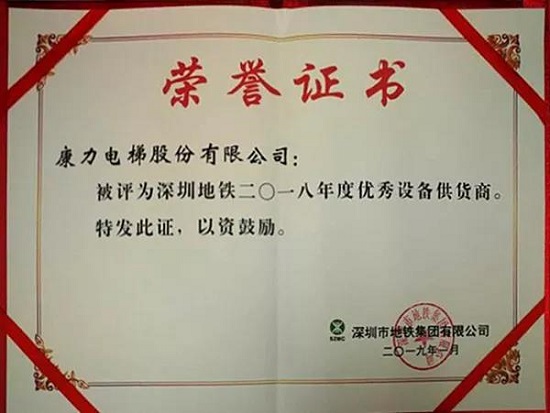 荣誉证书
康力电梯股份有限公司：
被评为深圳地铁二〇一八年度优秀设备供货商。
特发此证，以资鼓励。
SZMC 深圳市地铁集团有限公司
二〇一九年一月